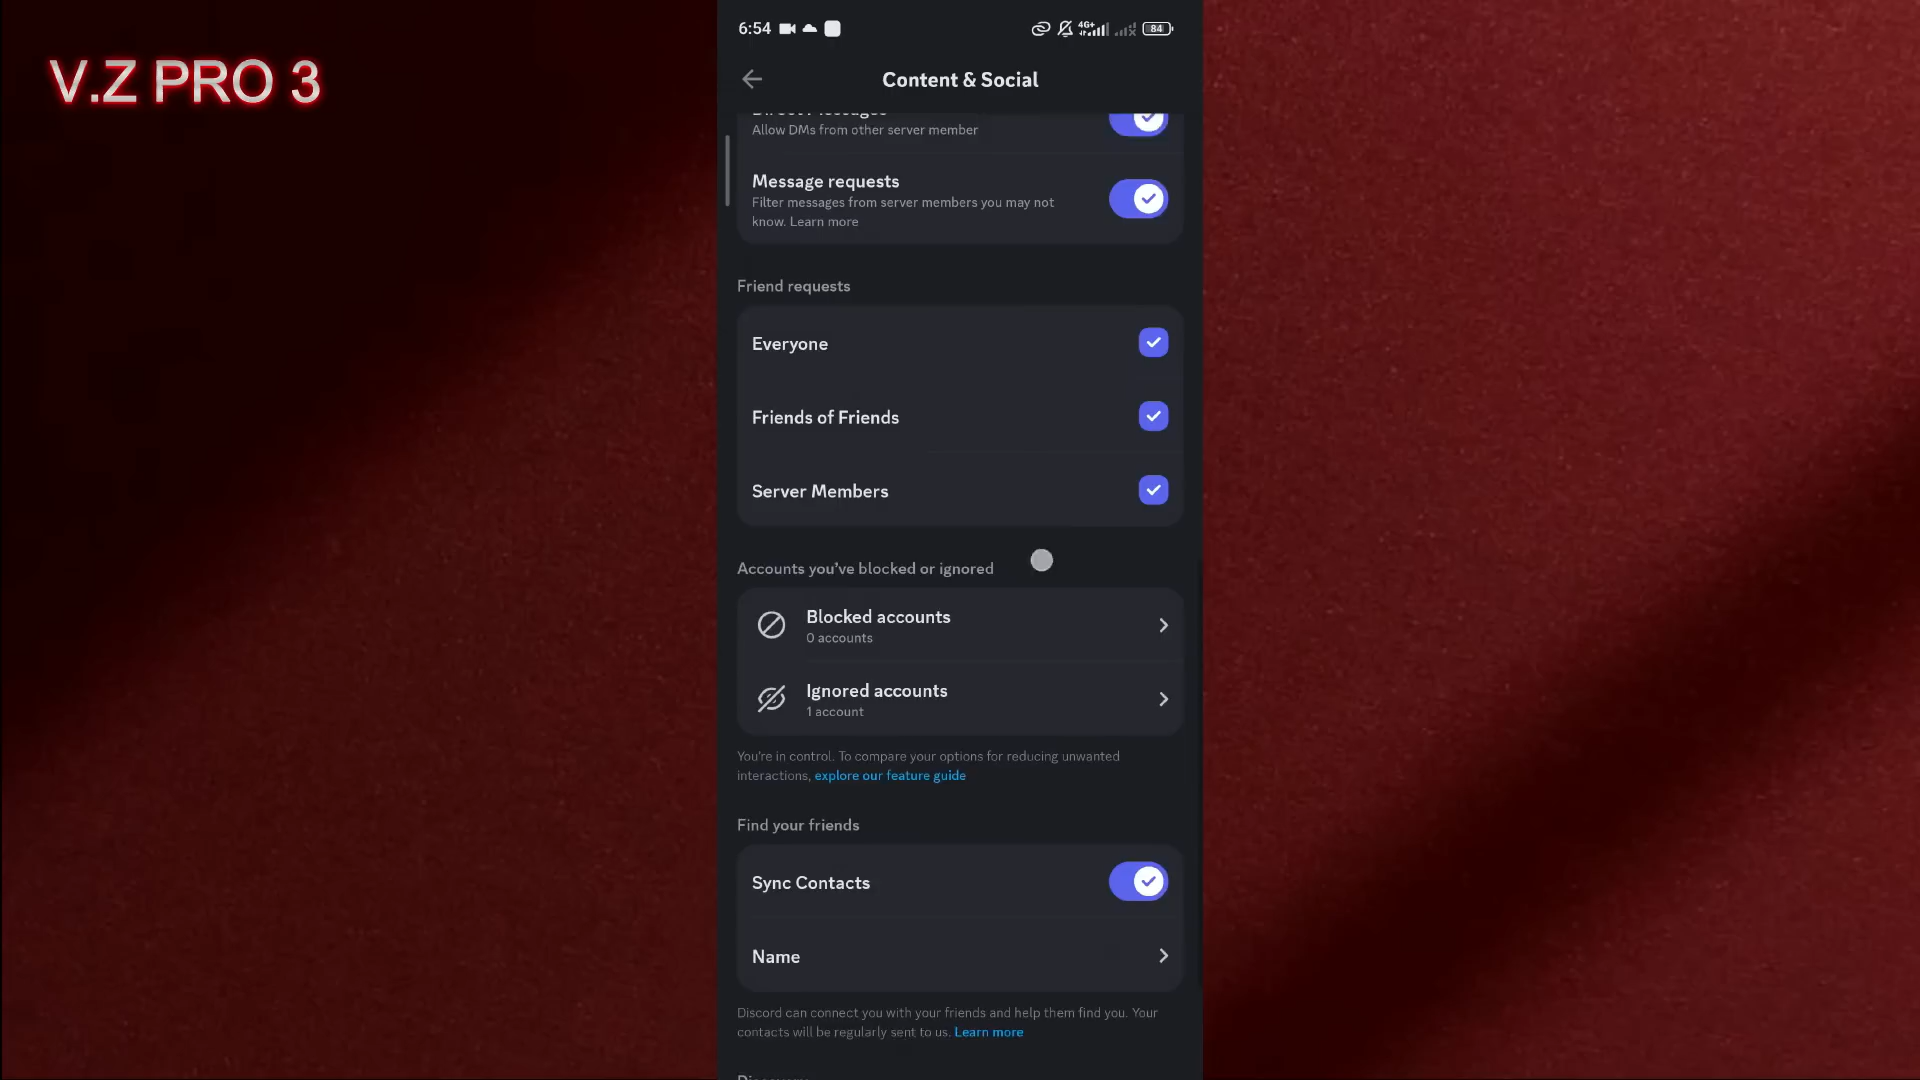 V.Z PRO 3
6:54
4G+
84
Content & Social
Direct Messages
Allow DMs from other server member
Message requests
Filter messages from server members you may not
know. Learn more
Friend requests
Everyone
Friends of Friends
Server Members
Accounts you've blocked or ignored
Blocked accounts
0 accounts
Ignored accounts
1 account
You're in control. To compare your options for reducing unwanted
interactions, explore our feature guide
Find your friends
Sync Contacts
Name
Discord can connect you with your friends and help them find you. Your
contacts will be regularly sent to us. Learn more